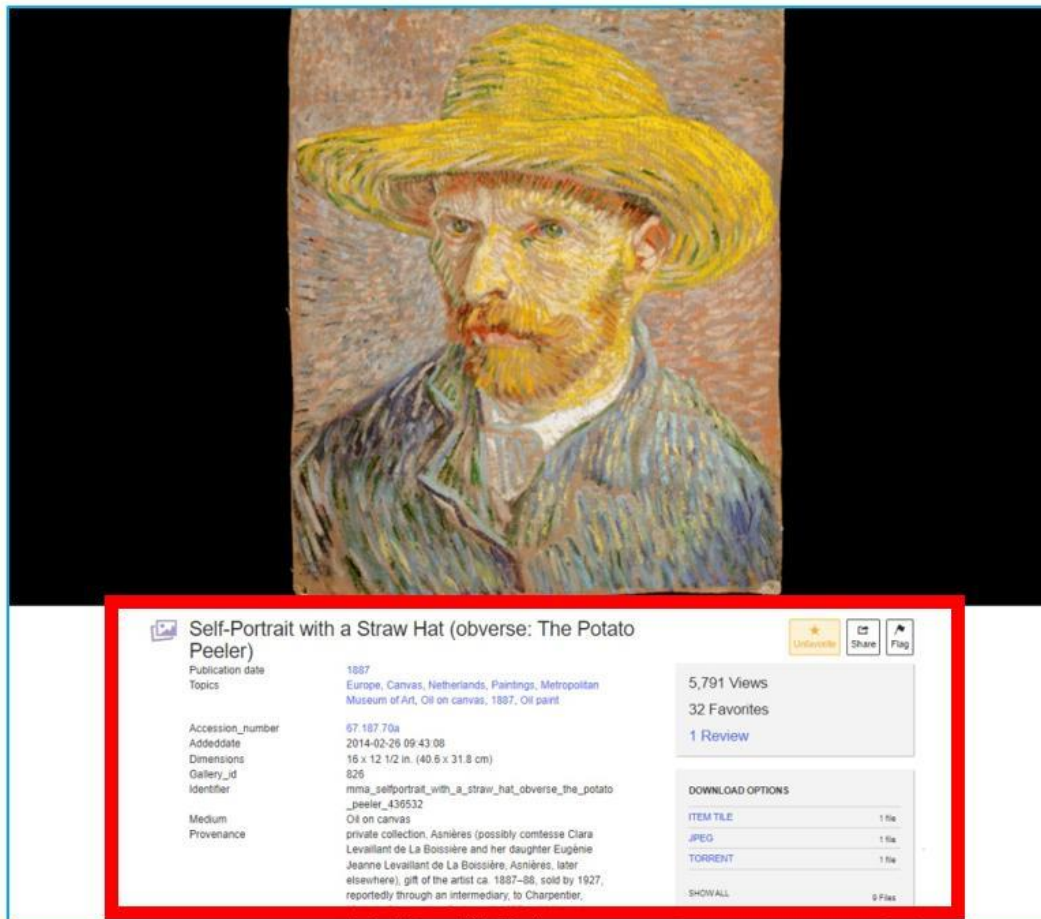 Self-Portrait with a Straw Hat (obverse: The Potato
Peeler)
Unfavorite
Share
Flag
Publication date 1887
Topics Europe, Canvas, Netherlands, Paintings, Metropolitan
Museum of Art, Oil on canvas, 1887, Oil paint
Accession_number 67.187.70a
Addeddate 2014-02-26 09:43:08
Dimensions 16 x 12 1/2 in. (40.6 x 31.8 cm)
Gallery_id 826
Identifier mma_selfportrait_with_a_straw_hat_obverse_the_potato
_peeler_436532
Medium Oil on canvas
Provenance private collection, Asnières (possibly comtesse Clara
Levaillant de La Boissière and her daughter Eugènie
Jeanne Levaillant de La Boissière, Asnières, later
elsewhere), gift of the artist ca. 1887–88, sold by 1927,
reportedly through an intermediary, to Charpentier,
5,791 Views
32 Favorites
1 Review
DOWNLOAD OPTIONS
ITEM TILE 1 file
JPEG 1 file
TORRENT 1 file
SHOW ALL 9 Files